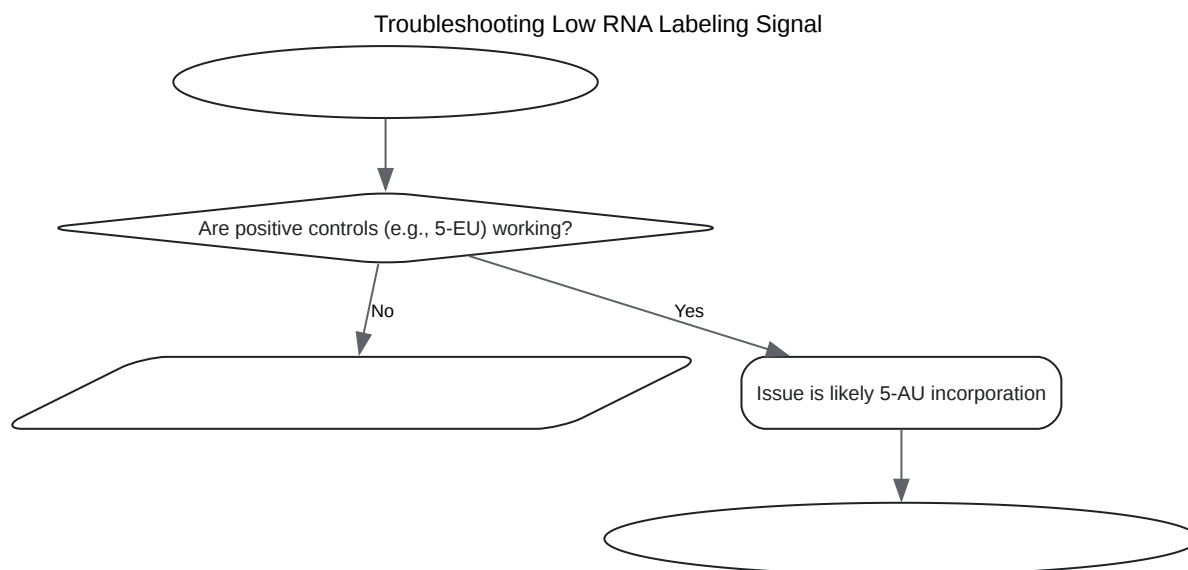 Troubleshooting Low RNA Labeling Signal
Are positive controls (e.g., 5-EU) working?
No
Yes
Issue is likely 5-AU incorporation